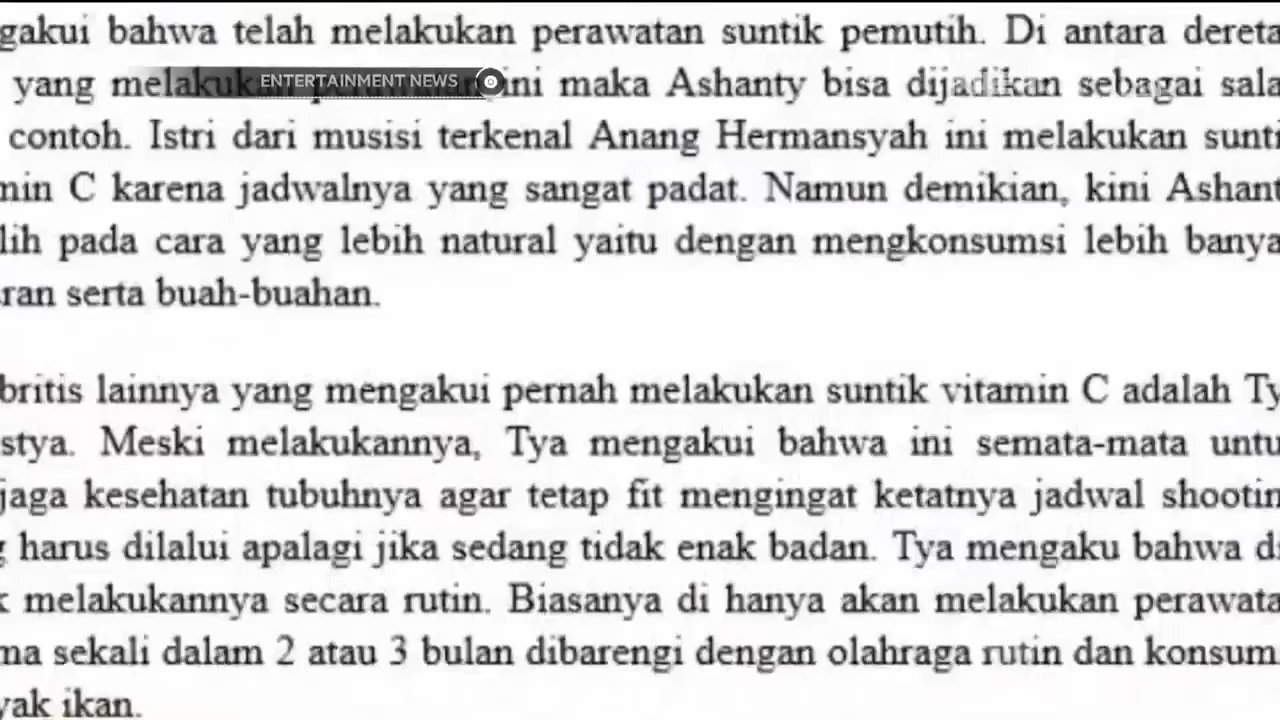 gakui bahwa telah melakukan perawatan suntik pemutih. Di antara dereta
yang melakukan ini maka Ashanty bisa dijadikan sebagai sala
ENTERTAINMENT NEWS
contoh. Istri dari musisi terkenal Anang Hermansyah ini melakukan sunti
min C karena jadwalnya yang sangat padat. Namun demikian, kini Ashant
lih pada cara yang lebih natural yaitu dengan mengkonsumsi lebih banya
ran serta buah-buahan.
britis lainnya yang mengakui pernah melakukan suntik vitamin C adalah Ty
stya. Meski melakukannya, Tya mengakui bahwa ini semata-mata untu
jaga kesehatan tubuhnya agar tetap fit mengingat ketatnya jadwal shootin
g harus dilalui apalagi jika sedang tidak enak badan. Tya mengaku bahwa di
k melakukannya secara rutin. Biasanya di hanya akan melakukan perawata
ma sekali dalam 2 atau 3 bulan dibarengi dengan olahraga rutin dan konsum
yak ikan.